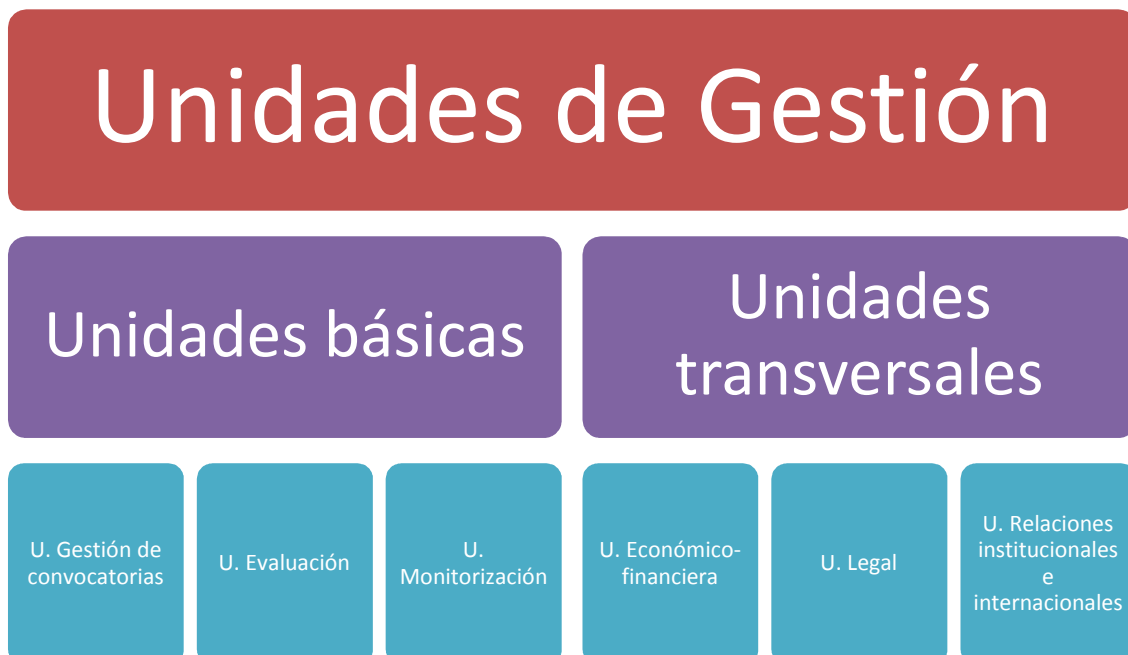 Unidades de Gestión
Unidades básicas
Unidades
transversales
U. Gestión de
convocatorias
U. Evaluación
U.
Monitorización
U. Económico-
financiera
U. Legal
U. Relaciones
institucionales
e
internacionales